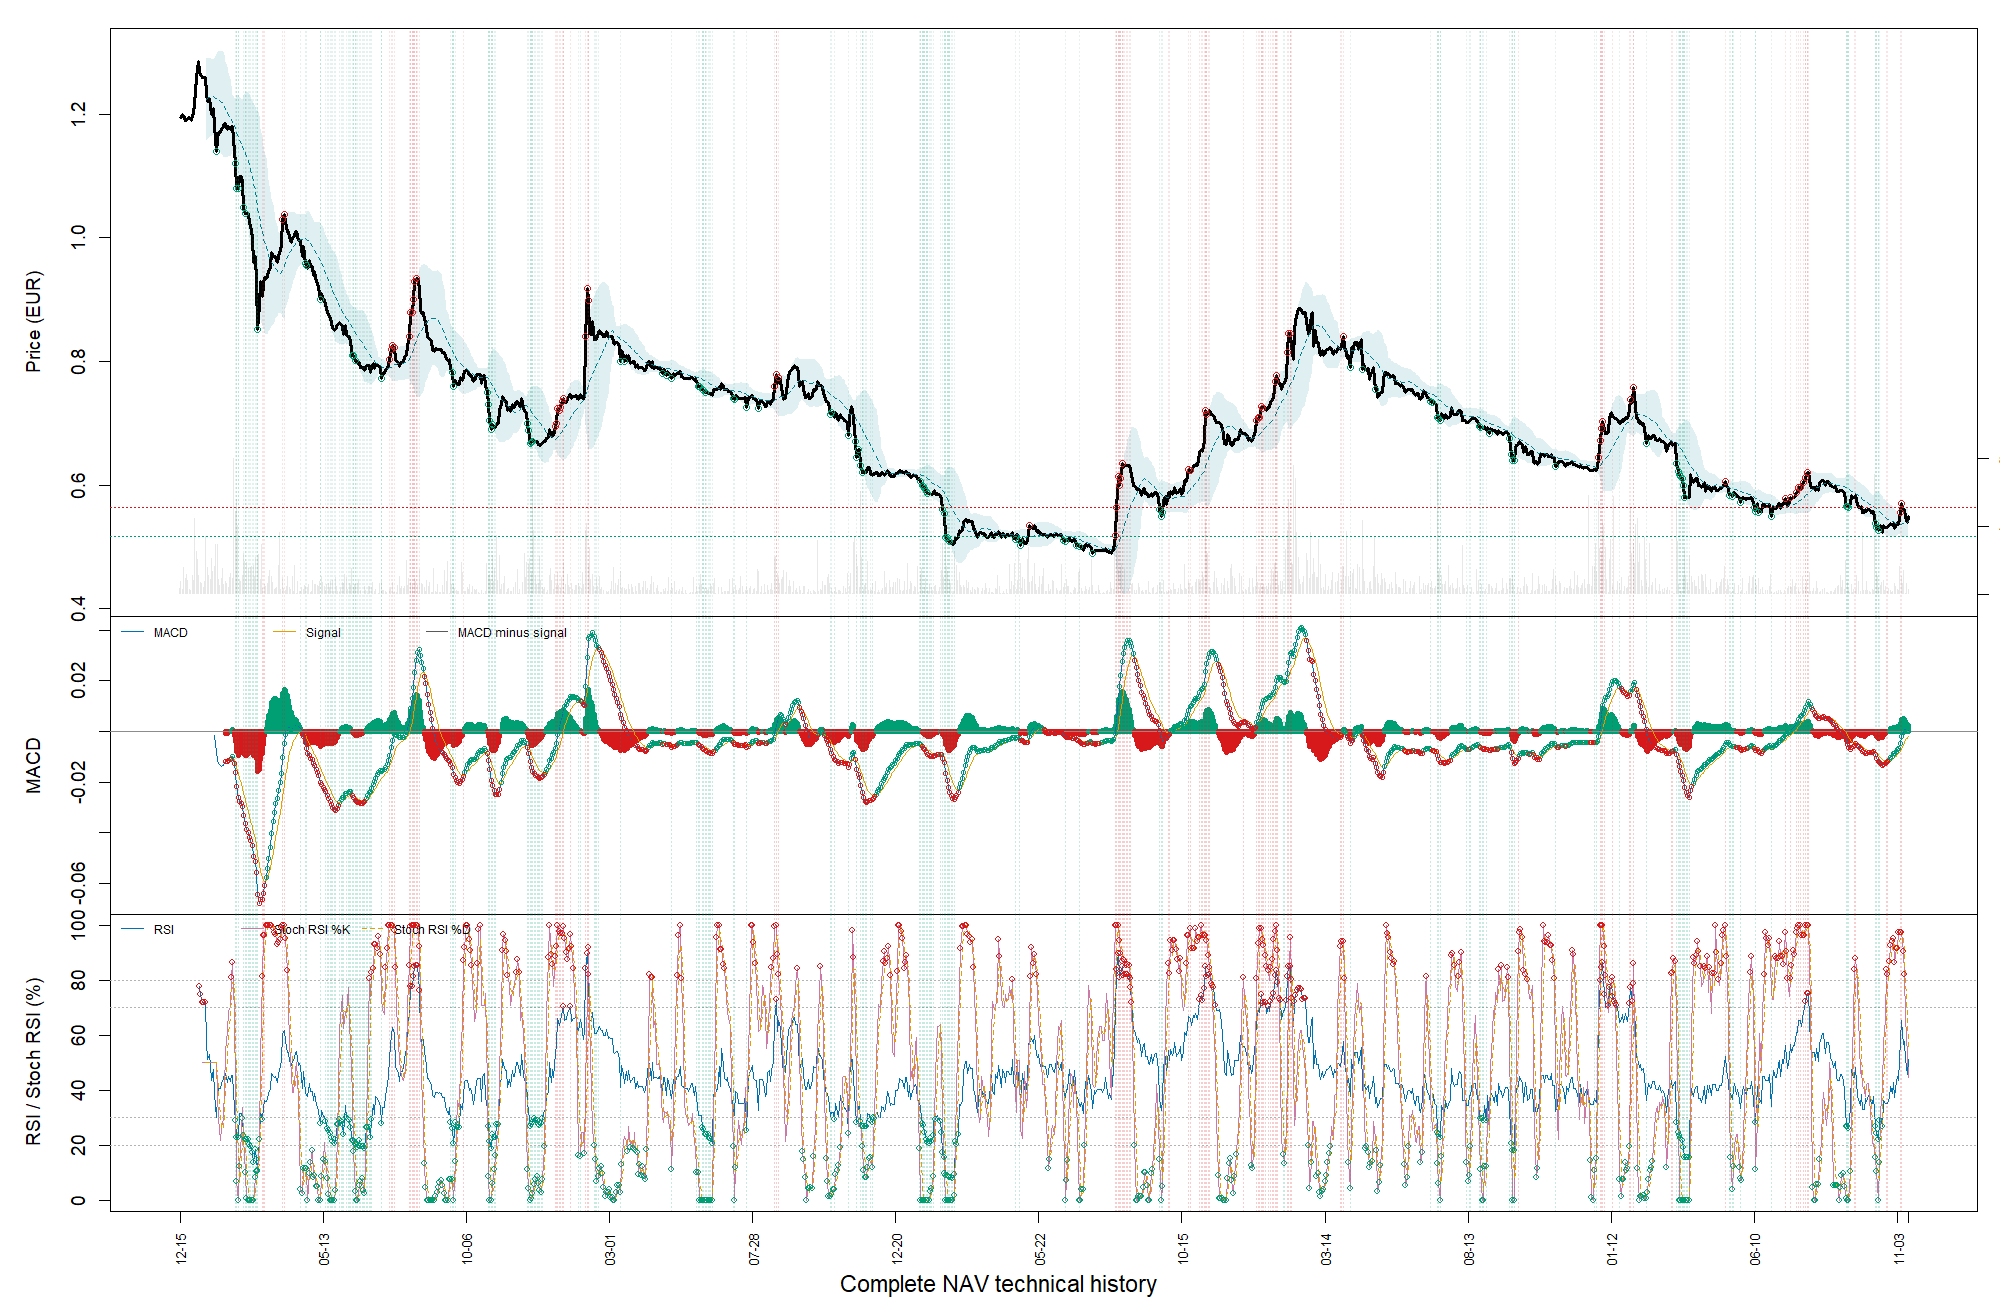 Price (EUR)
1.2
1.0
0.8
0.6
0.4
MACD
Signal
MACD minus signal
MACD
0.02
-0.02
-0.06
RSI
Stoch RSI %K
Stoch RSI %D
RSI / Stoch RSI (%)
100
80
60
40
20
0
12-15
05-13
10-06
03-01
07-28
12-20
05-22
10-15
03-14
08-13
01-12
06-10
11-03
Complete NAV technical history